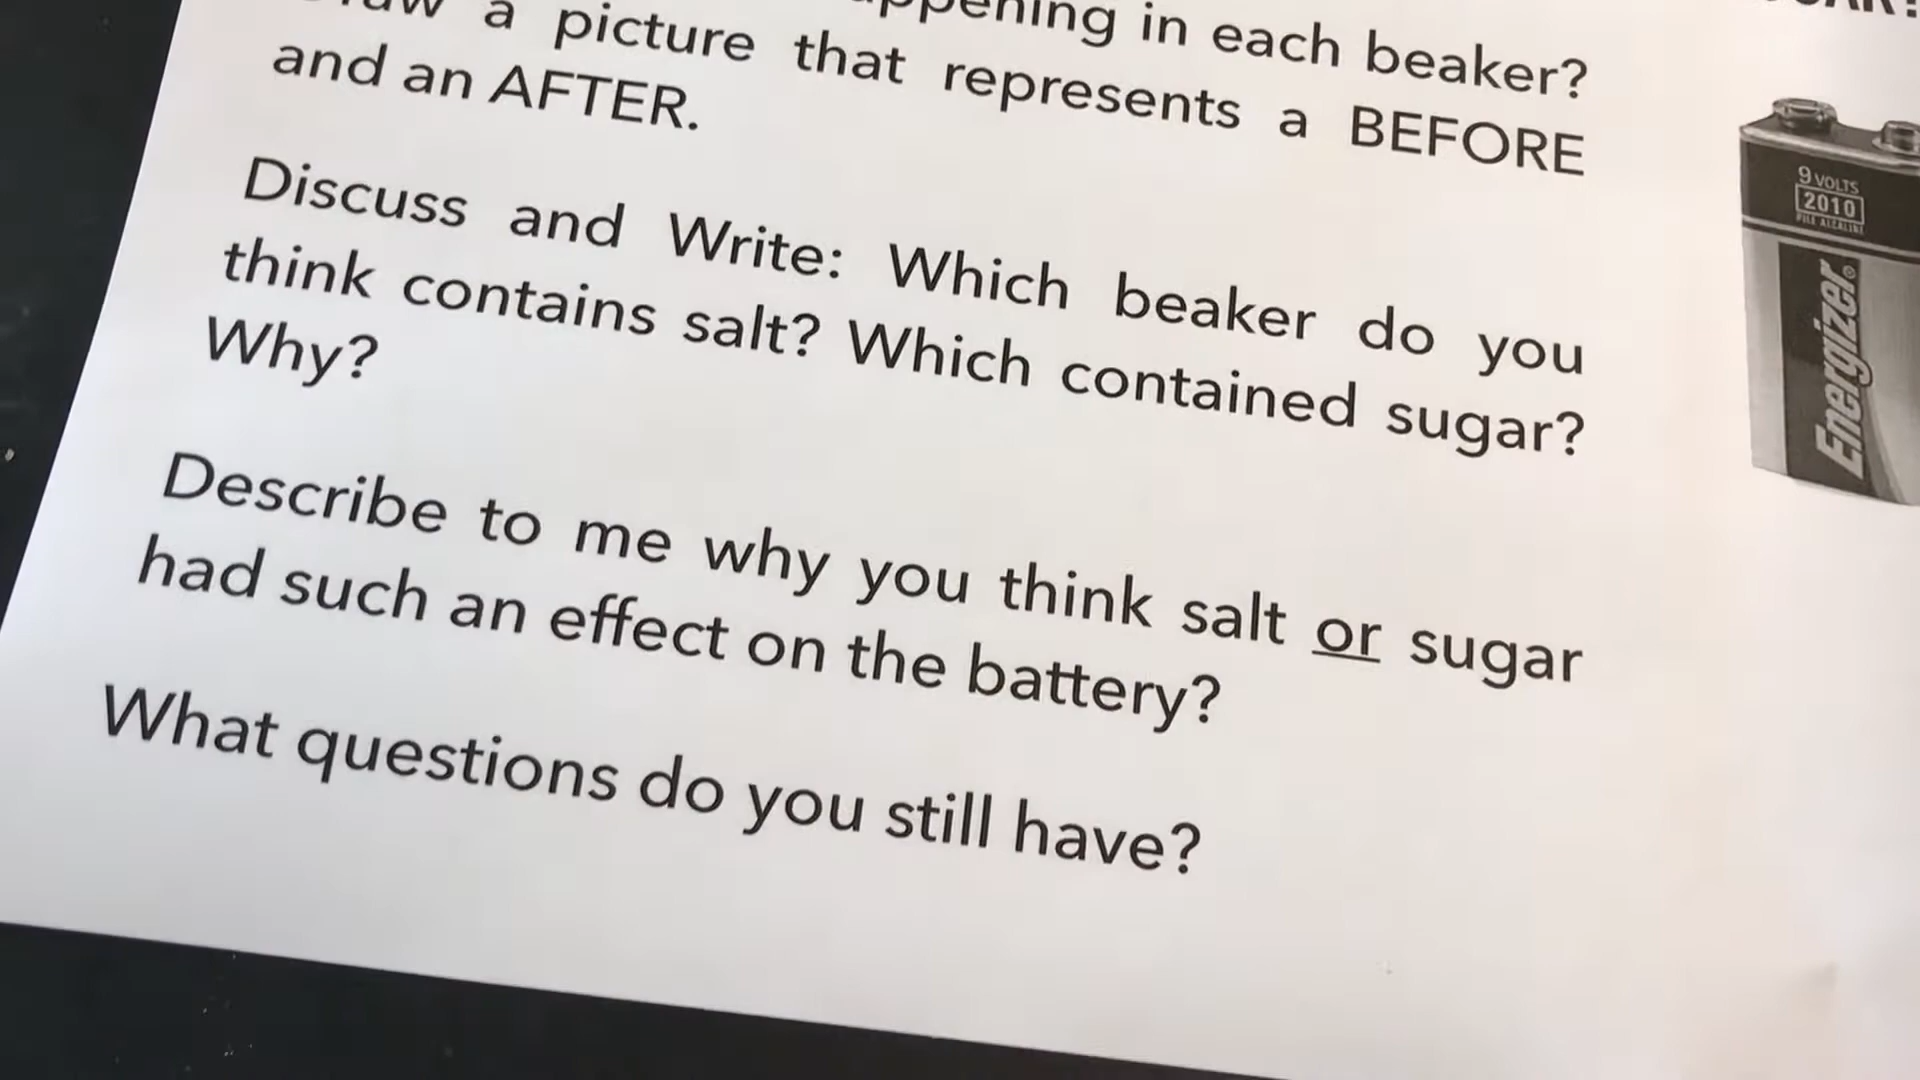 a picture that represents a BEFORE
in each beaker?
and an AFTER.
Discuss and Write: Which beaker do you
think contains salt? Which contained sugar?
Why?
Describe to me why you think salt or sugar
had such an effect on the battery?
What questions do you still have?
9 VOLTS
2010
Energizer